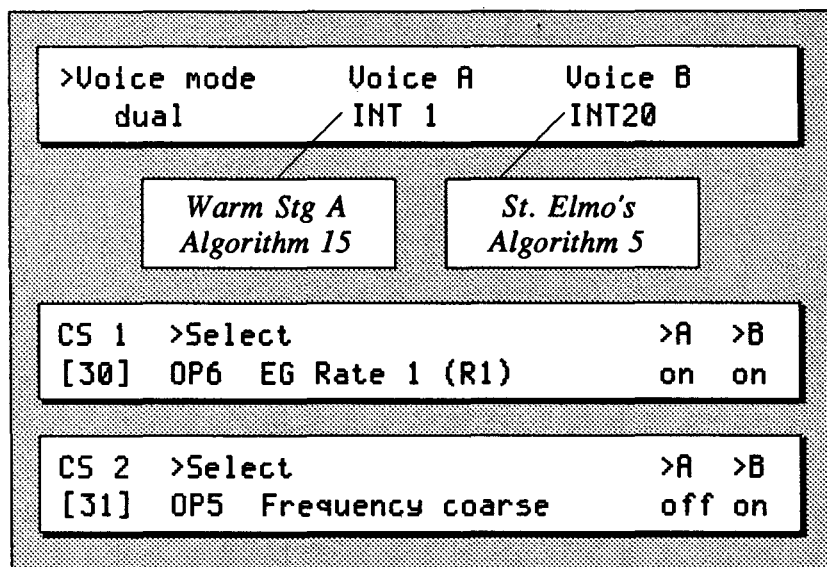 >Voice mode Voice A Voice B
dual INT 1 INT20
Warm Stg A
Algorithm 15
St. Elmo's
Algorithm 5
CS 1 >Select >A >B
[30] OP6 EG Rate 1 (R1) on on
CS 2 >Select >A >B
[31] OP5 Frequency coarse off on